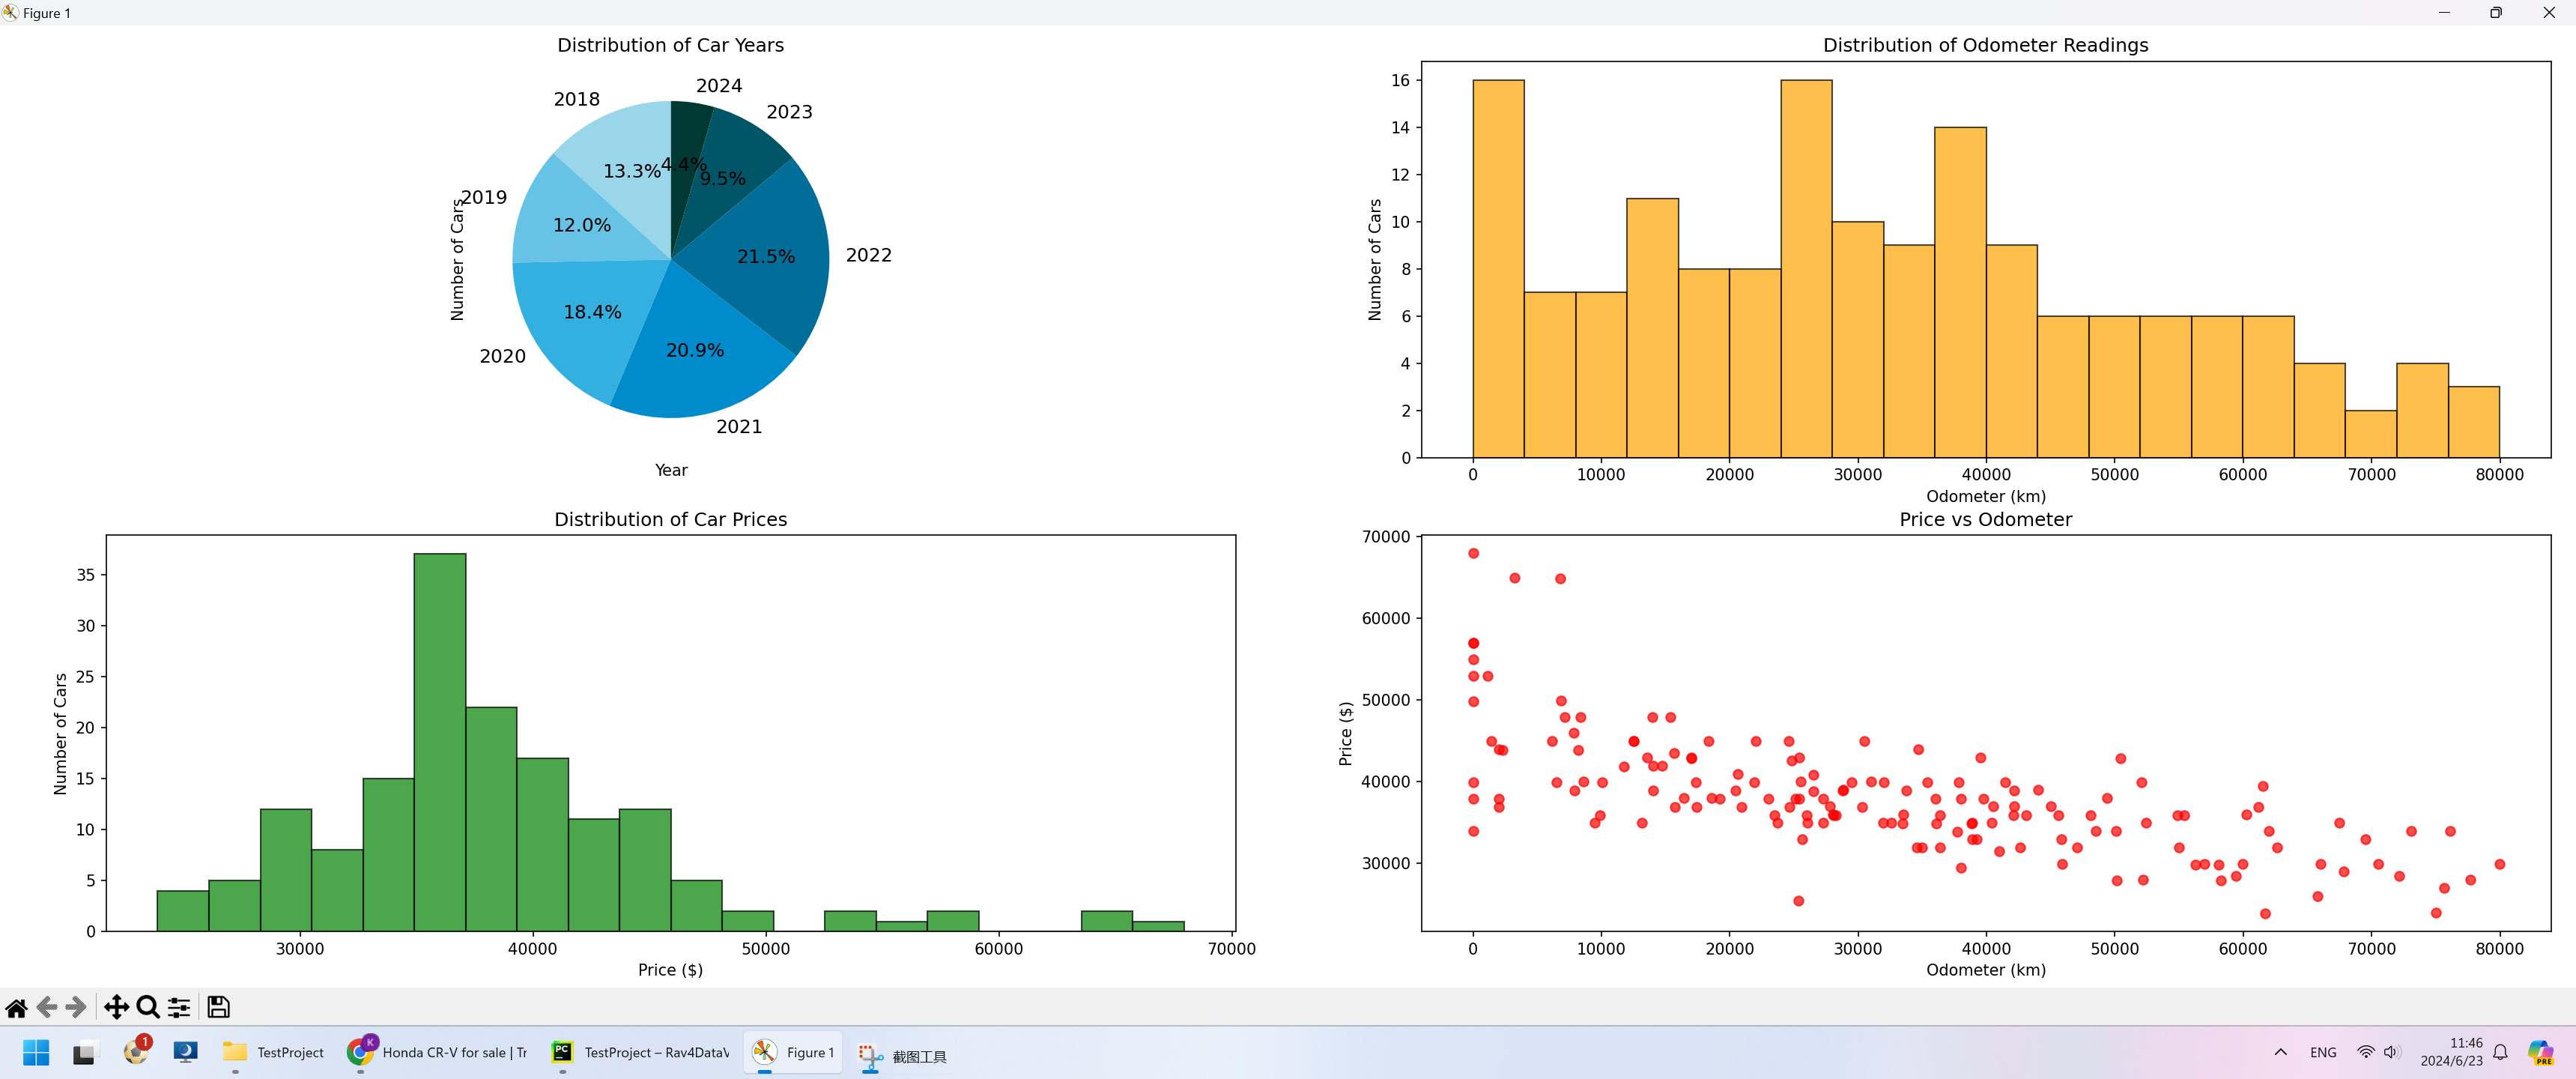 Figure 1
Distribution of Car Years
2024
2023
2018
2019
2022
2020
2021
4.4%
9.5%
13.3%
12.0%
21.5%
18.4%
20.9%
Number of Cars
Year
Distribution of Odometer Readings
16
14
12
10
8
6
4
2
0
Number of Cars
0 10000 20000 30000 40000 50000 60000 70000 80000
Odometer (km)
Distribution of Car Prices
35
30
25
20
15
10
5
0
Number of Cars
30000 40000 50000 60000 70000
Price ($)
Price vs Odometer
70000
60000
50000
40000
30000
Price ($)
0 10000 20000 30000 40000 50000 60000 70000 80000
Odometer (km)
1
TestProject
K
Honda CR-V for sale | Tr
PC
TestProject – Rav4DataV
Figure 1
截图工具
ENG
11:46
2024/6/23
PRE